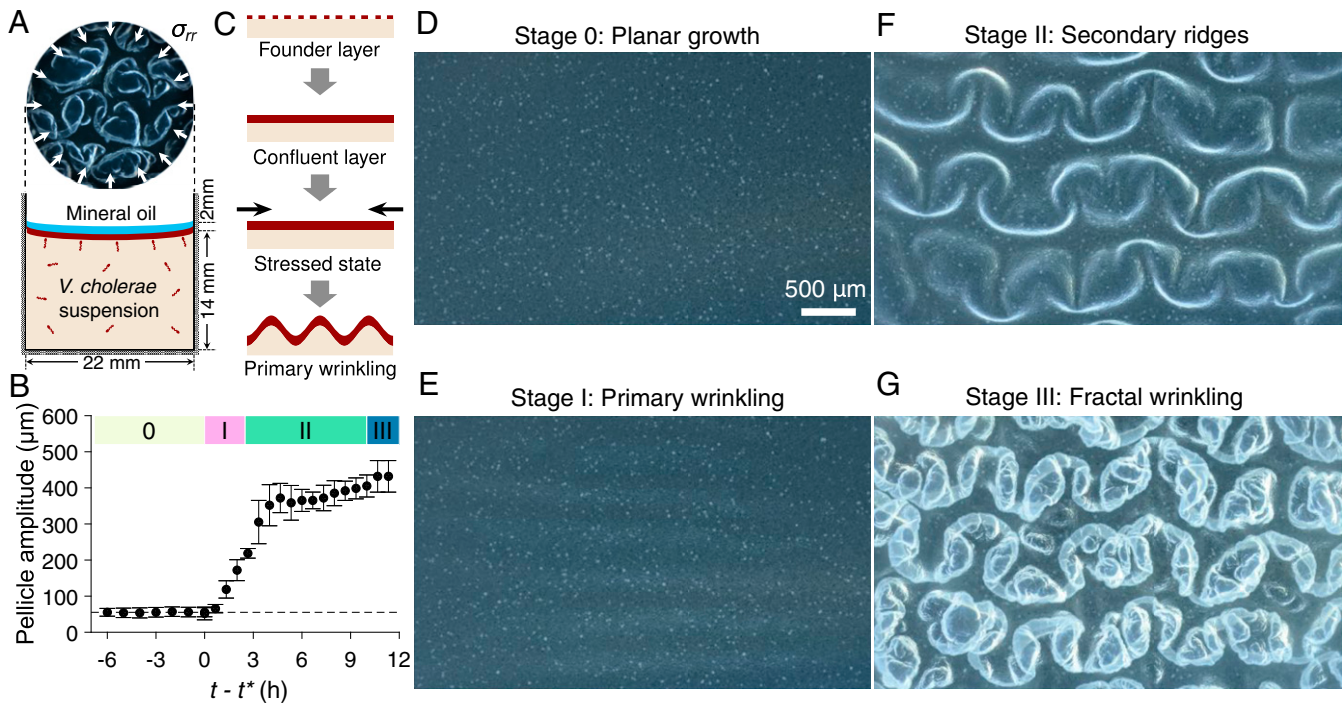 A
σrr
Mineral oil
2mm
V. cholerae
suspension
14 mm
22 mm
B
Pellicle amplitude (μm)
600
500
400
300
200
100
0
0
I
II
III
-6
-3
0
3
6
9
12
t - t* (h)
C
Founder layer
Confluent layer
Stressed state
Primary wrinkling
D
Stage 0: Planar growth
500 μm
E
Stage I: Primary wrinkling
F
Stage II: Secondary ridges
G
Stage III: Fractal wrinkling